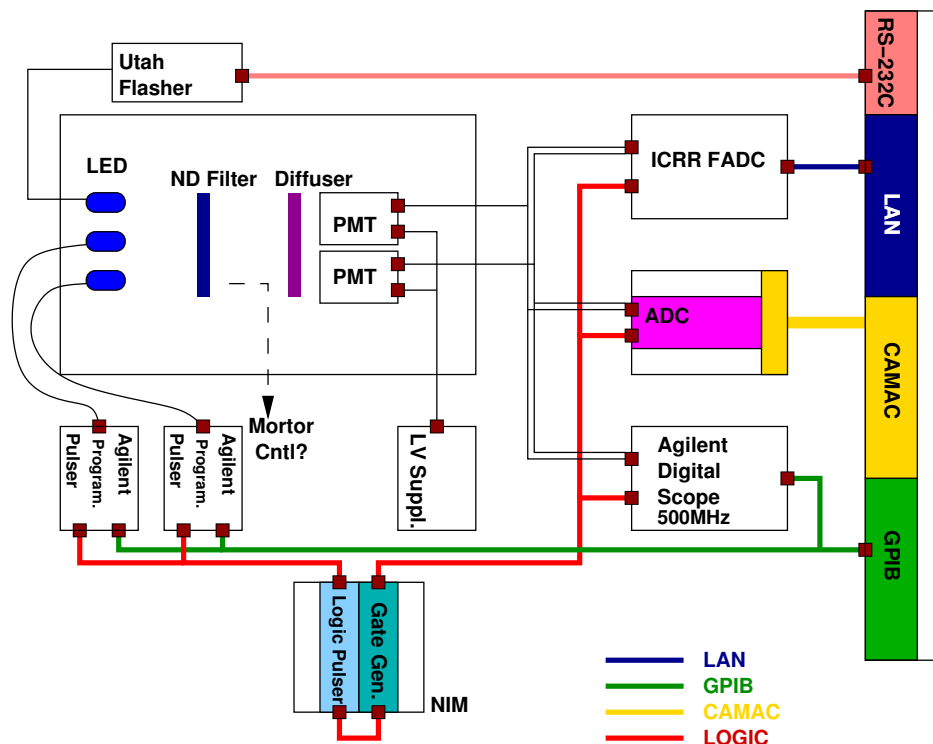 Utah
Flasher
RS-232C
LED
ND Filter
Diffuser
PMT
PMT
ICRR FADC
LAN
ADC
CAMAC
Mortor
Cntl?
Agilent
Program.
Pulser
Agilent
Program.
Pulser
LV Suppl.
Agilent
Digital
Scope
500MHz
GPIB
Logic Pulser
Gate Gen.
NIM
LAN
GPIB
CAMAC
LOGIC